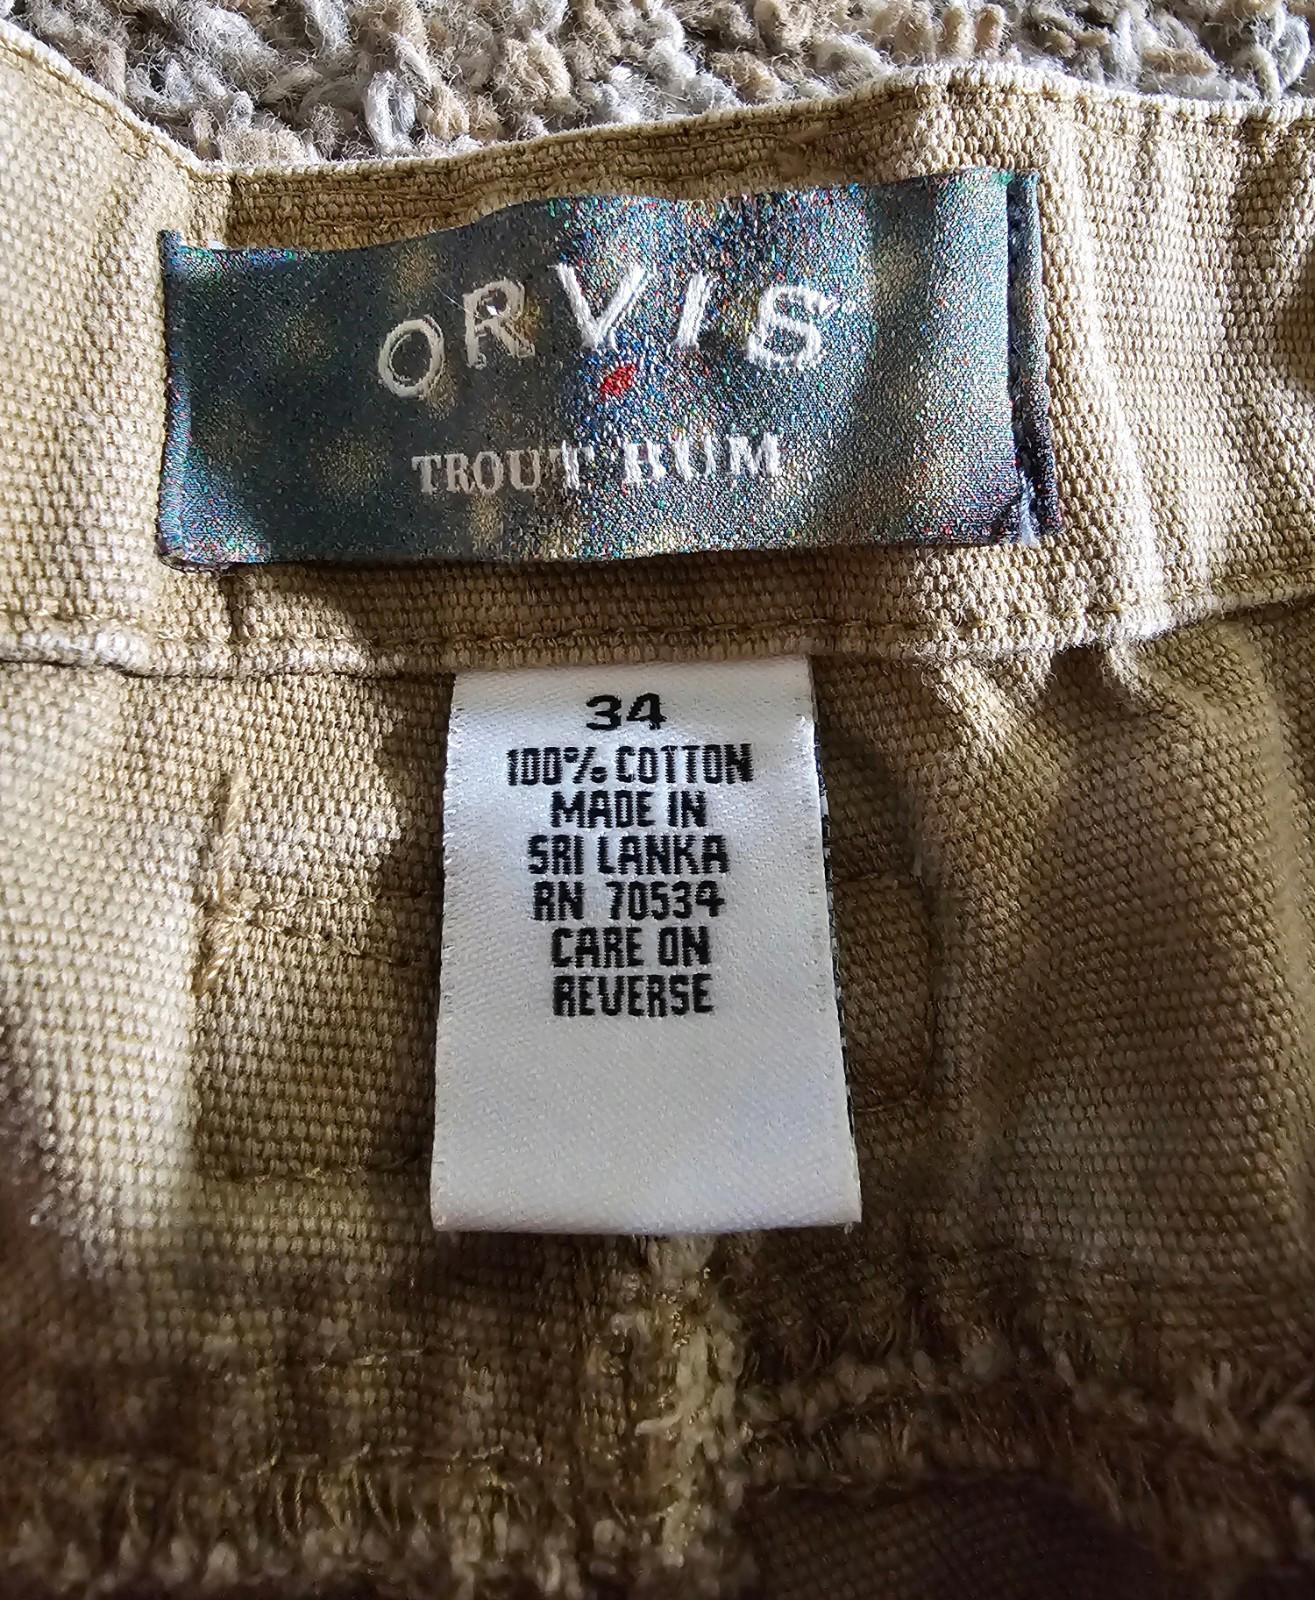 ORVIS
TROUT BUM
34
100% COTTON
MADE IN
SRI LANKA
RN 70534
CARE ON
REVERSE